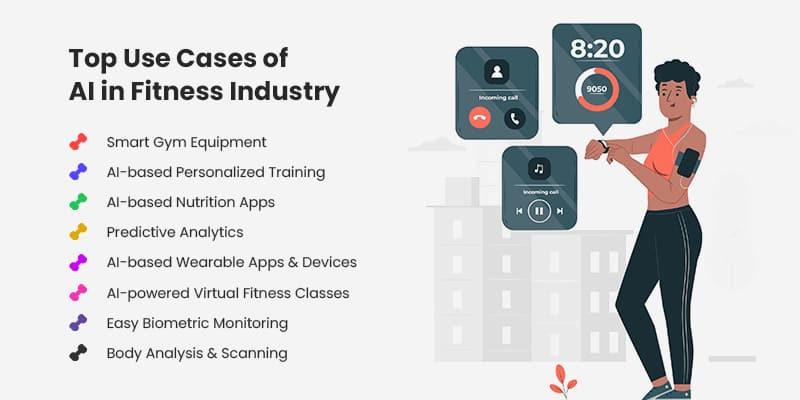 Top Use Cases of
AI in Fitness Industry
Smart Gym Equipment
AI-based Personalized Training
AI-based Nutrition Apps
Predictive Analytics
AI-based Wearable Apps & Devices
AI-powered Virtual Fitness Classes
Easy Biometric Monitoring
Body Analysis & Scanning
Incoming call
8:20
9050
Incoming call